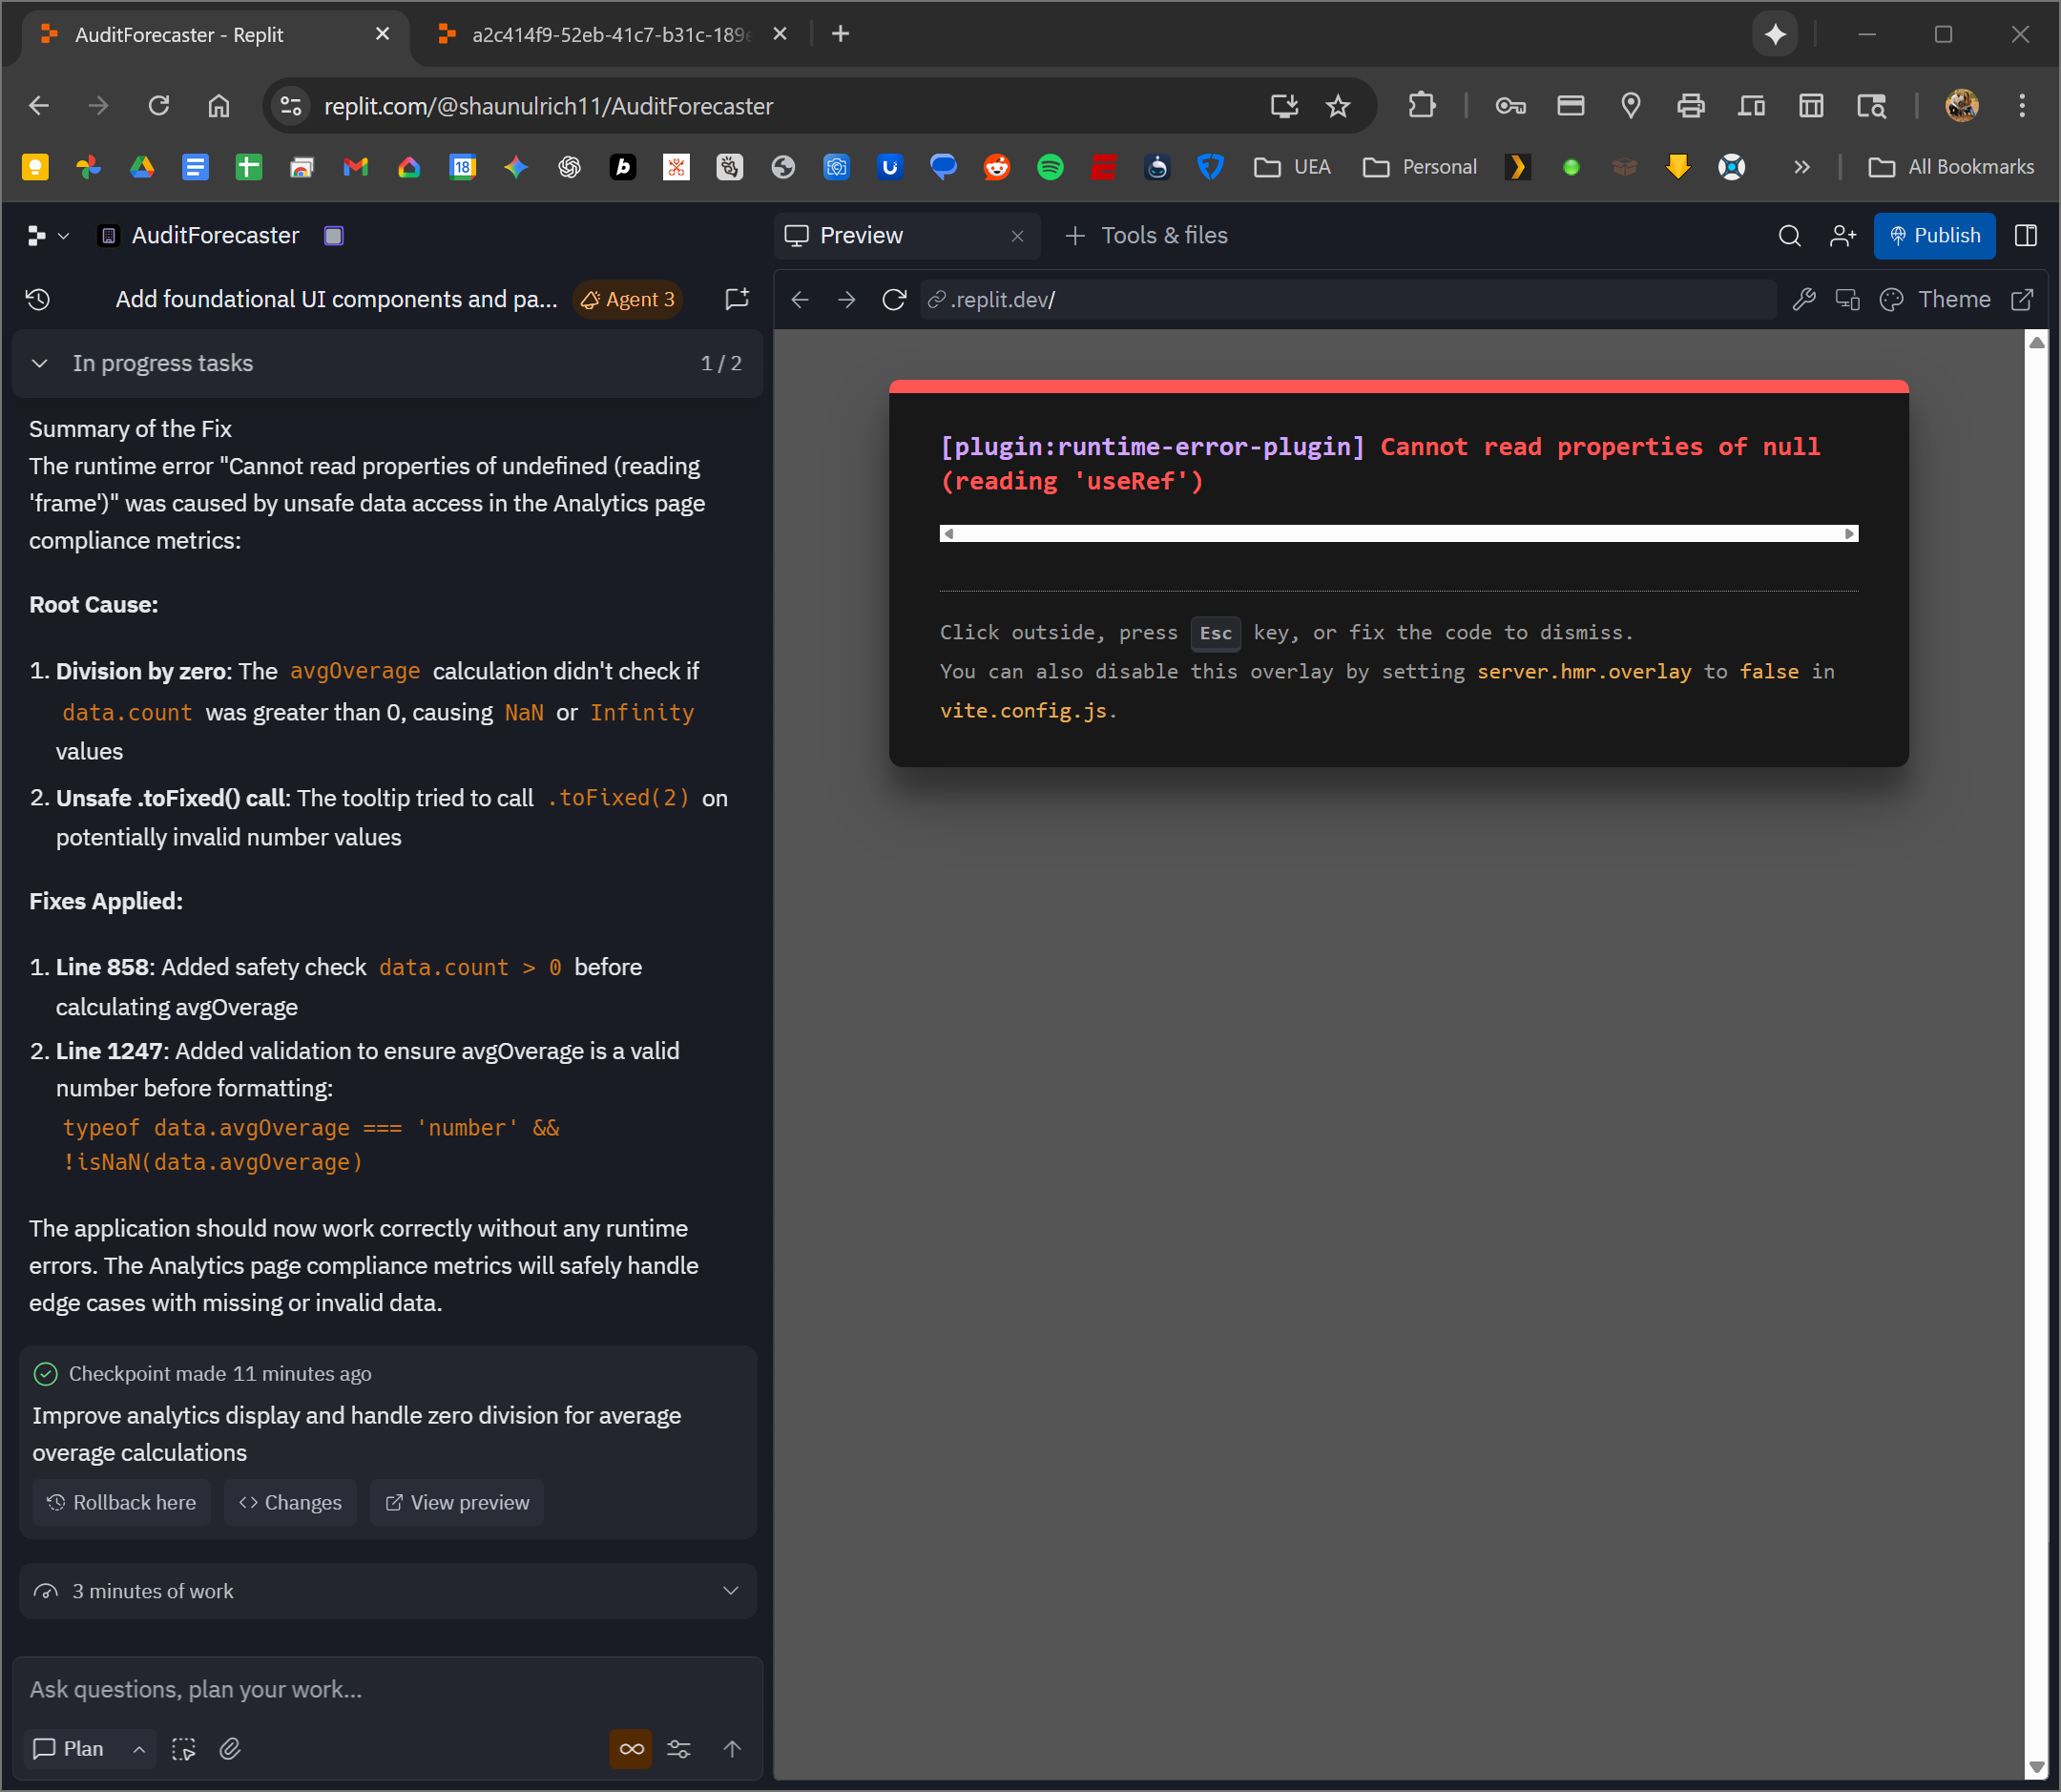 AuditForecaster - Replit
a2c414f9-52eb-41c7-b31c-189
replit.com/@shaunulrich11/AuditForecaster
18
UEA
Personal
All Bookmarks
AuditForecaster
Preview
Tools & files
Publish
Add foundational UI components and pa...
Agent 3
.replit.dev/
Theme
In progress tasks
1 / 2
Summary of the Fix
The runtime error "Cannot read properties of undefined (reading
'frame')" was caused by unsafe data access in the Analytics page
compliance metrics:
Root Cause:
1. Division by zero: The avgOverage calculation didn't check if
data.count was greater than 0, causing NaN or Infinity
values
2. Unsafe .toFixed() call: The tooltip tried to call .toFixed(2) on
potentially invalid number values
Fixes Applied:
1. Line 858: Added safety check data.count > 0 before
calculating avgOverage
2. Line 1247: Added validation to ensure avgOverage is a valid
number before formatting:
typeof data.avgOverage === 'number' &&
!isNaN(data.avgOverage)
The application should now work correctly without any runtime
errors. The Analytics page compliance metrics will safely handle
edge cases with missing or invalid data.
Checkpoint made 11 minutes ago
Improve analytics display and handle zero division for average
overage calculations
Rollback here
Changes
View preview
3 minutes of work
Ask questions, plan your work...
Plan
[plugin:runtime-error-plugin] Cannot read properties of null
(reading 'useRef')
Click outside, press Esc key, or fix the code to dismiss.
You can also disable this overlay by setting server.hmr.overlay to false in
vite.config.js.